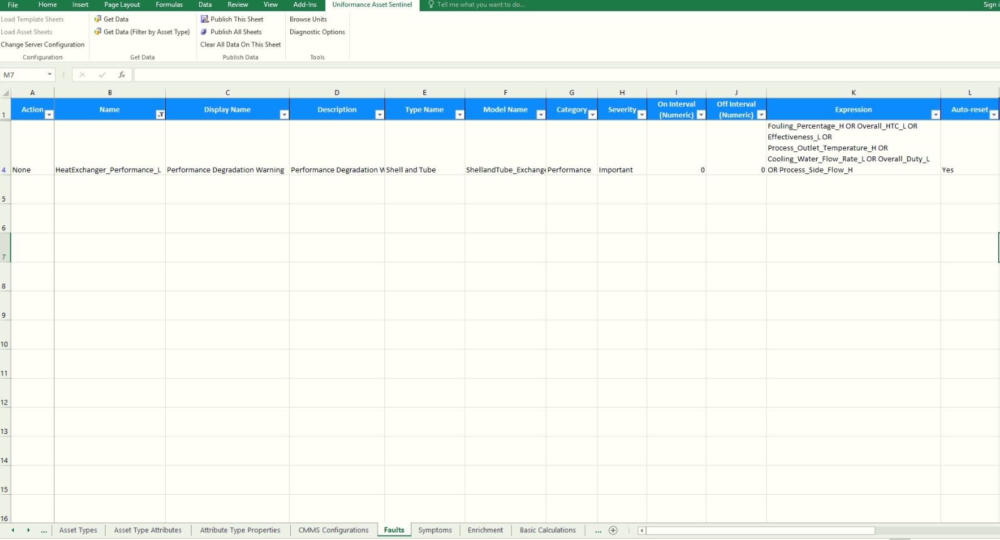 File Home Insert Page Layout Formulas Data Review View Add-Ins Uniformance Asset Sentinel Tell me what you want to do...
Load Template Sheets Get Data Publish This Sheet Browse Units
Load Asset Sheets Get Data (Filter by Asset Type) Publish All Sheets Diagnostic Options
Change Server Configuration Clear All Data On This Sheet
Configuration Get Data Publish Data Tools
M7 fx
A B C D E F G H I J K L
1 Action Name Display Name Description Type Name Model Name Category Severity On Interval (Numeric) Off Interval (Numeric) Expression Auto-reset
Fouling_Percentage_H OR Overall_HTC_L OR
Effectiveness_L OR
Process_Outlet_Temperature_H OR
Cooling_Water_Flow_Rate_L OR Overall_Duty_L
4 None HeatExchanger_Performance_L Performance Degradation Warning Performance Degradation W Shell and Tube ShellandTube_Exchange Performance Important 0 0 OR Process_Side_Flow_H Yes
5
6
7
8
9
10
11
12
13
14
15
16
... Asset Types Asset Type Attributes Attribute Type Properties CMMS Configurations Faults Symptoms Enrichment Basic Calculations ...